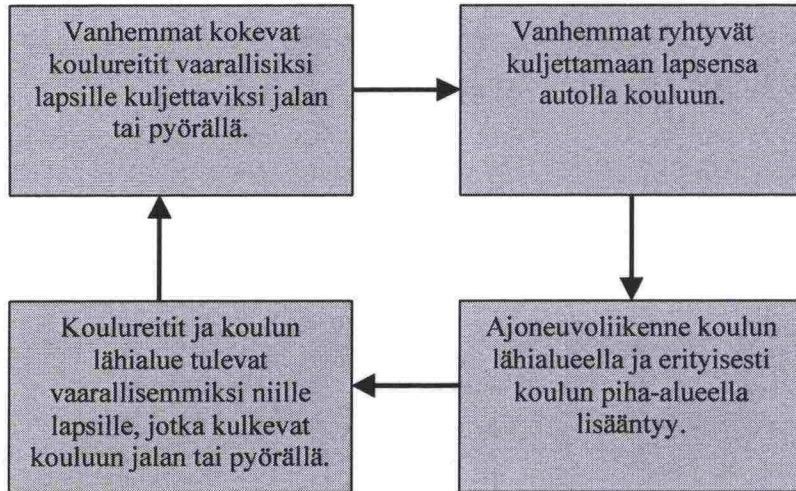 Vanhemmat kokevat
koulureitit vaarallisiksi
lapsille kuljettaviksi jalan
tai pyörällä.
Vanhemmat ryhtyvät
kuljettamaan lapsensa
autolla kouluun.
Ajoneuvoliikenne koulun
lähialueella ja erityisesti
koulun piha-alueella
lisääntyy.
Koulureitit ja koulun
lähialue tulevat
vaarallisemmiksi niille
lapsille, jotka kulkevat
kouluun jalan tai pyörällä.